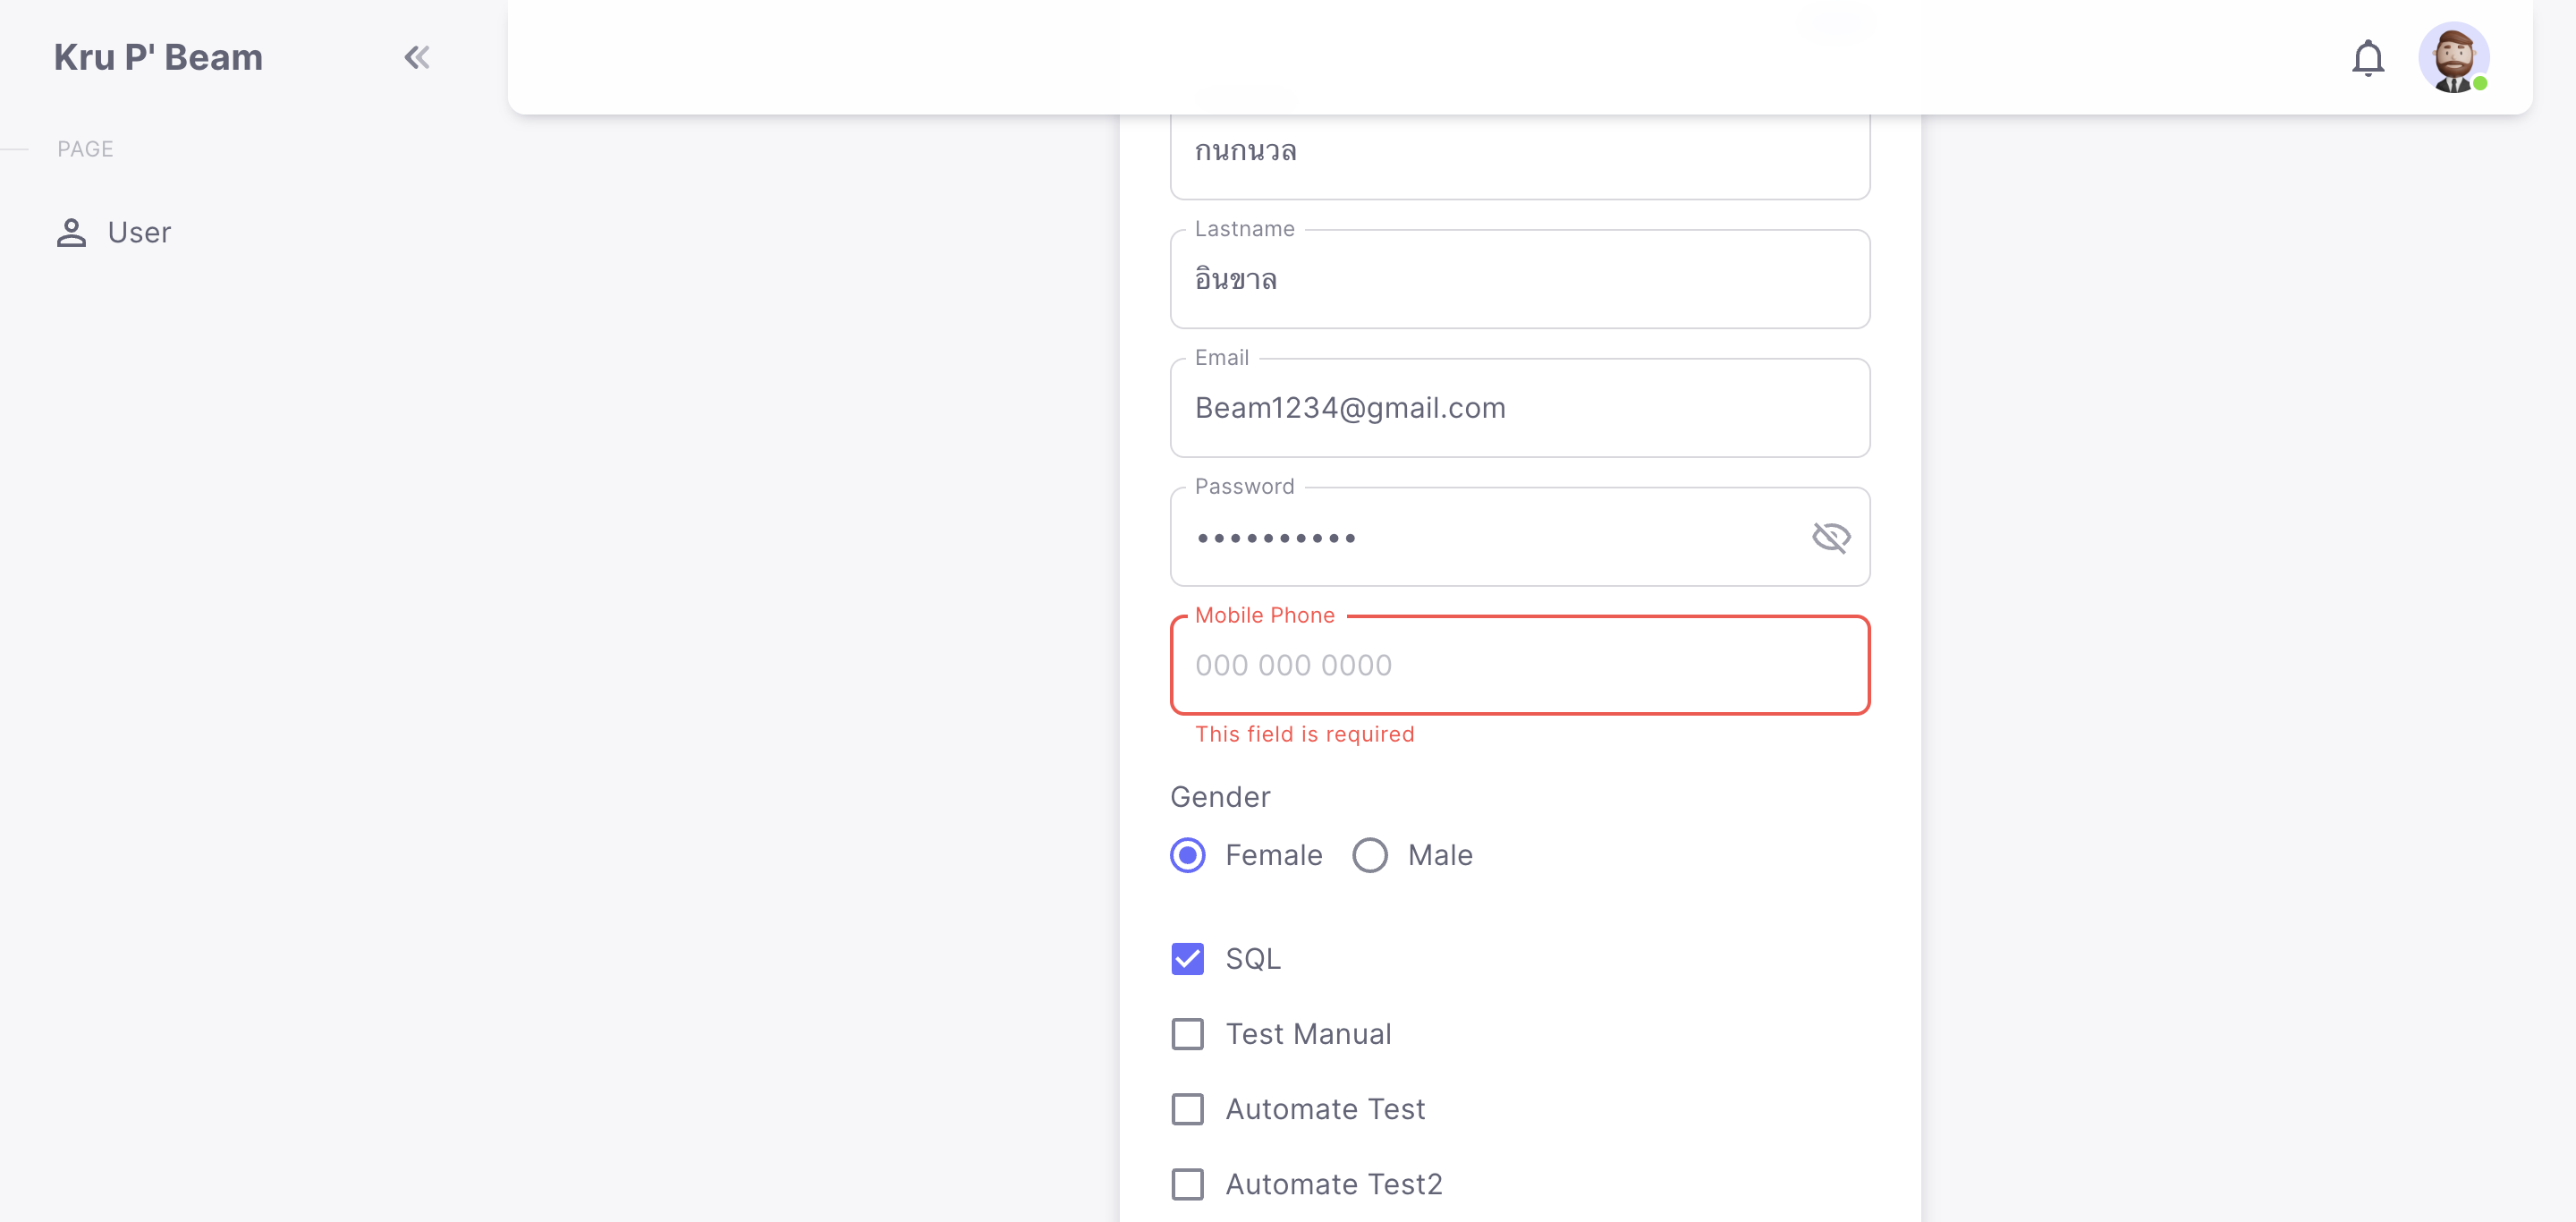 Kru P' Beam
PAGE
User
กนกนวล
Lastname
อินขาล
Email
Beam1234@gmail.com
Password
••••••••••
Mobile Phone
000 000 0000
This field is required
Gender
Female
Male
SQL
Test Manual
Automate Test
Automate Test2